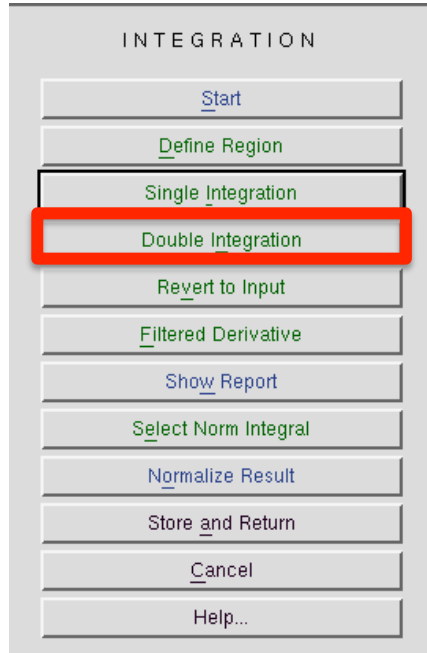 INTEGRATION
Start
Define Region
Single Integration
Double Integration
Revert to Input
Filtered Derivative
Show Report
Select Norm Integral
Normalize Result
Store and Return
Cancel
Help...